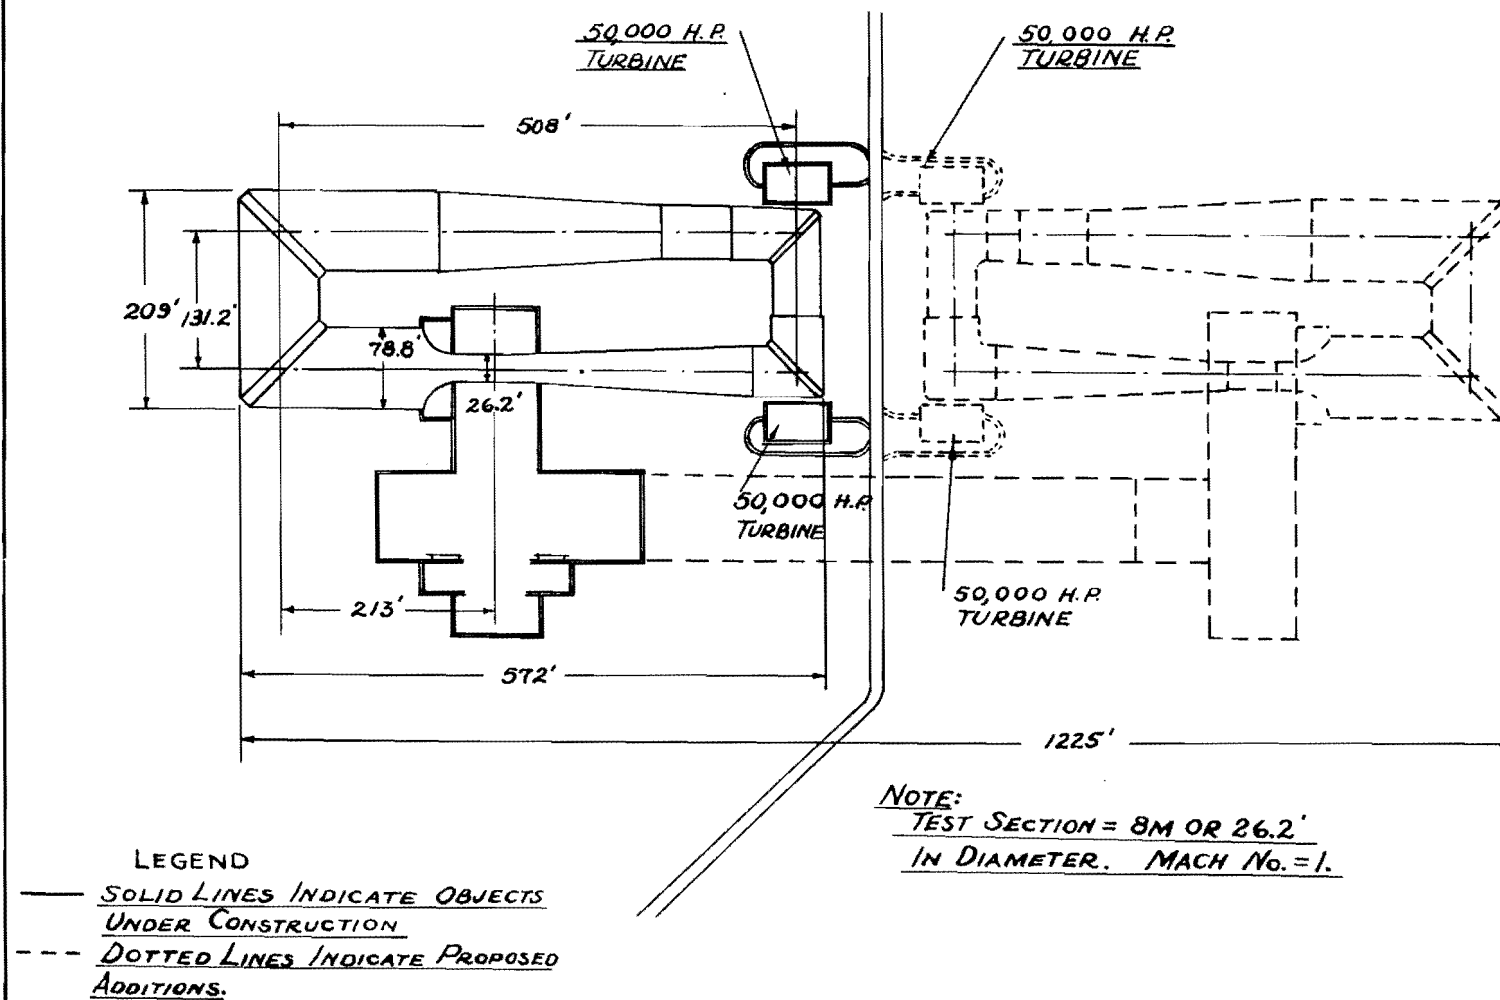 50,000 H.P.
TURBINE
50,000 H.P.
TURBINE
508'
209'
131.2'
78.8'
26.2'
50,000 H.P.
TURBINE
50,000 H.P.
TURBINE
213'
572'
1225'
NOTE:
TEST SECTION = 8M OR 26.2'
IN DIAMETER. MACH NO. = 1.
LEGEND
SOLID LINES INDICATE OBJECTS
UNDER CONSTRUCTION
DOTTED LINES INDICATE PROPOSED
ADDITIONS.